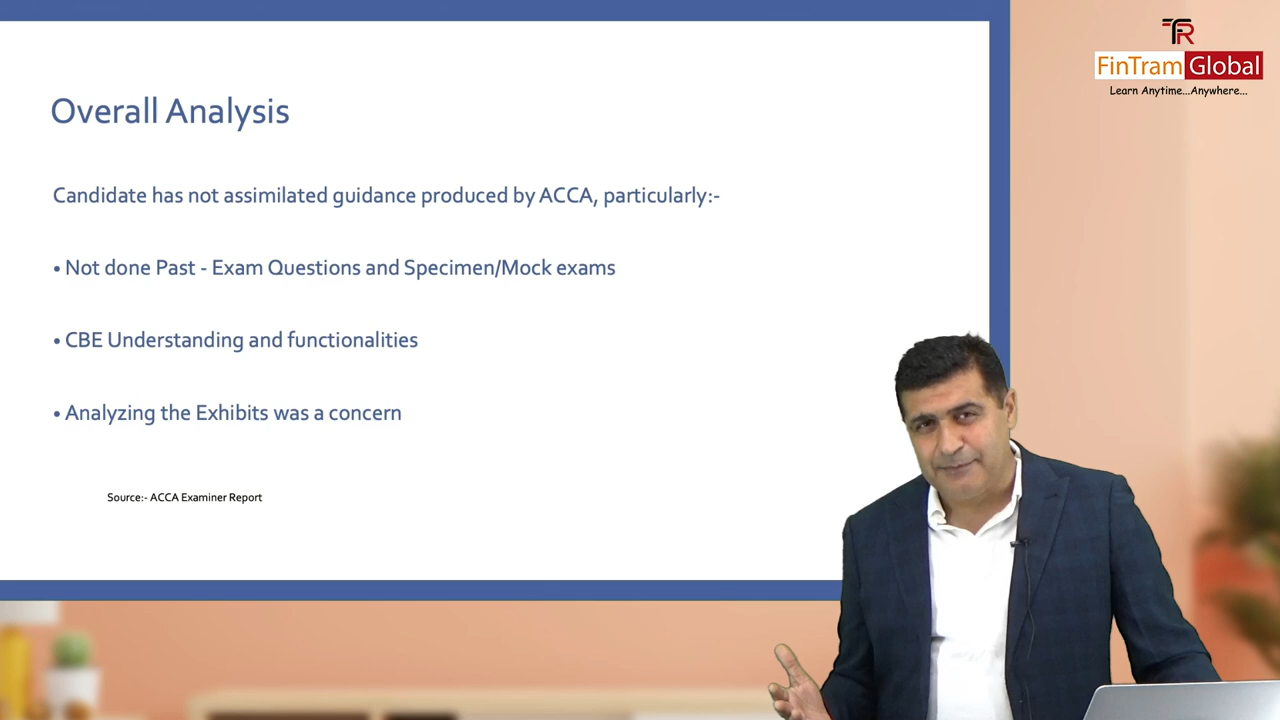 TR
FinTram Global
Learn Anytime...Anywhere...
Overall Analysis
Candidate has not assimilated guidance produced by ACCA, particularly:-
• Not done Past - Exam Questions and Specimen/Mock exams
• CBE Understanding and functionalities
• Analyzing the Exhibits was a concern
Source:- ACCA Examiner Report